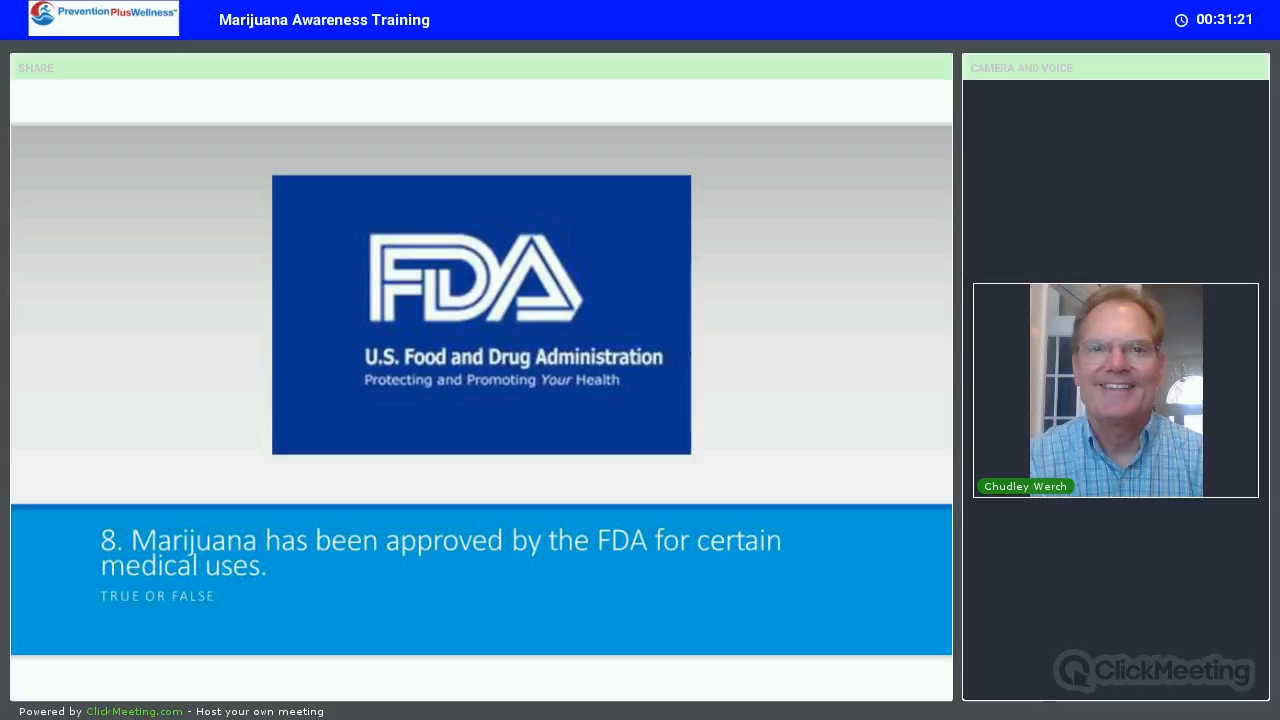 PreventionPlusWellness™
Marijuana Awareness Training
00:31:21
SHARE
CAMERA AND VOICE
FDA
U.S. Food and Drug Administration
Protecting and Promoting Your Health
8. Marijuana has been approved by the FDA for certain
medical uses.
TRUE OR FALSE
Chudley Werch
ClickMeeting
Powered by ClickMeeting.com - Host your own meeting